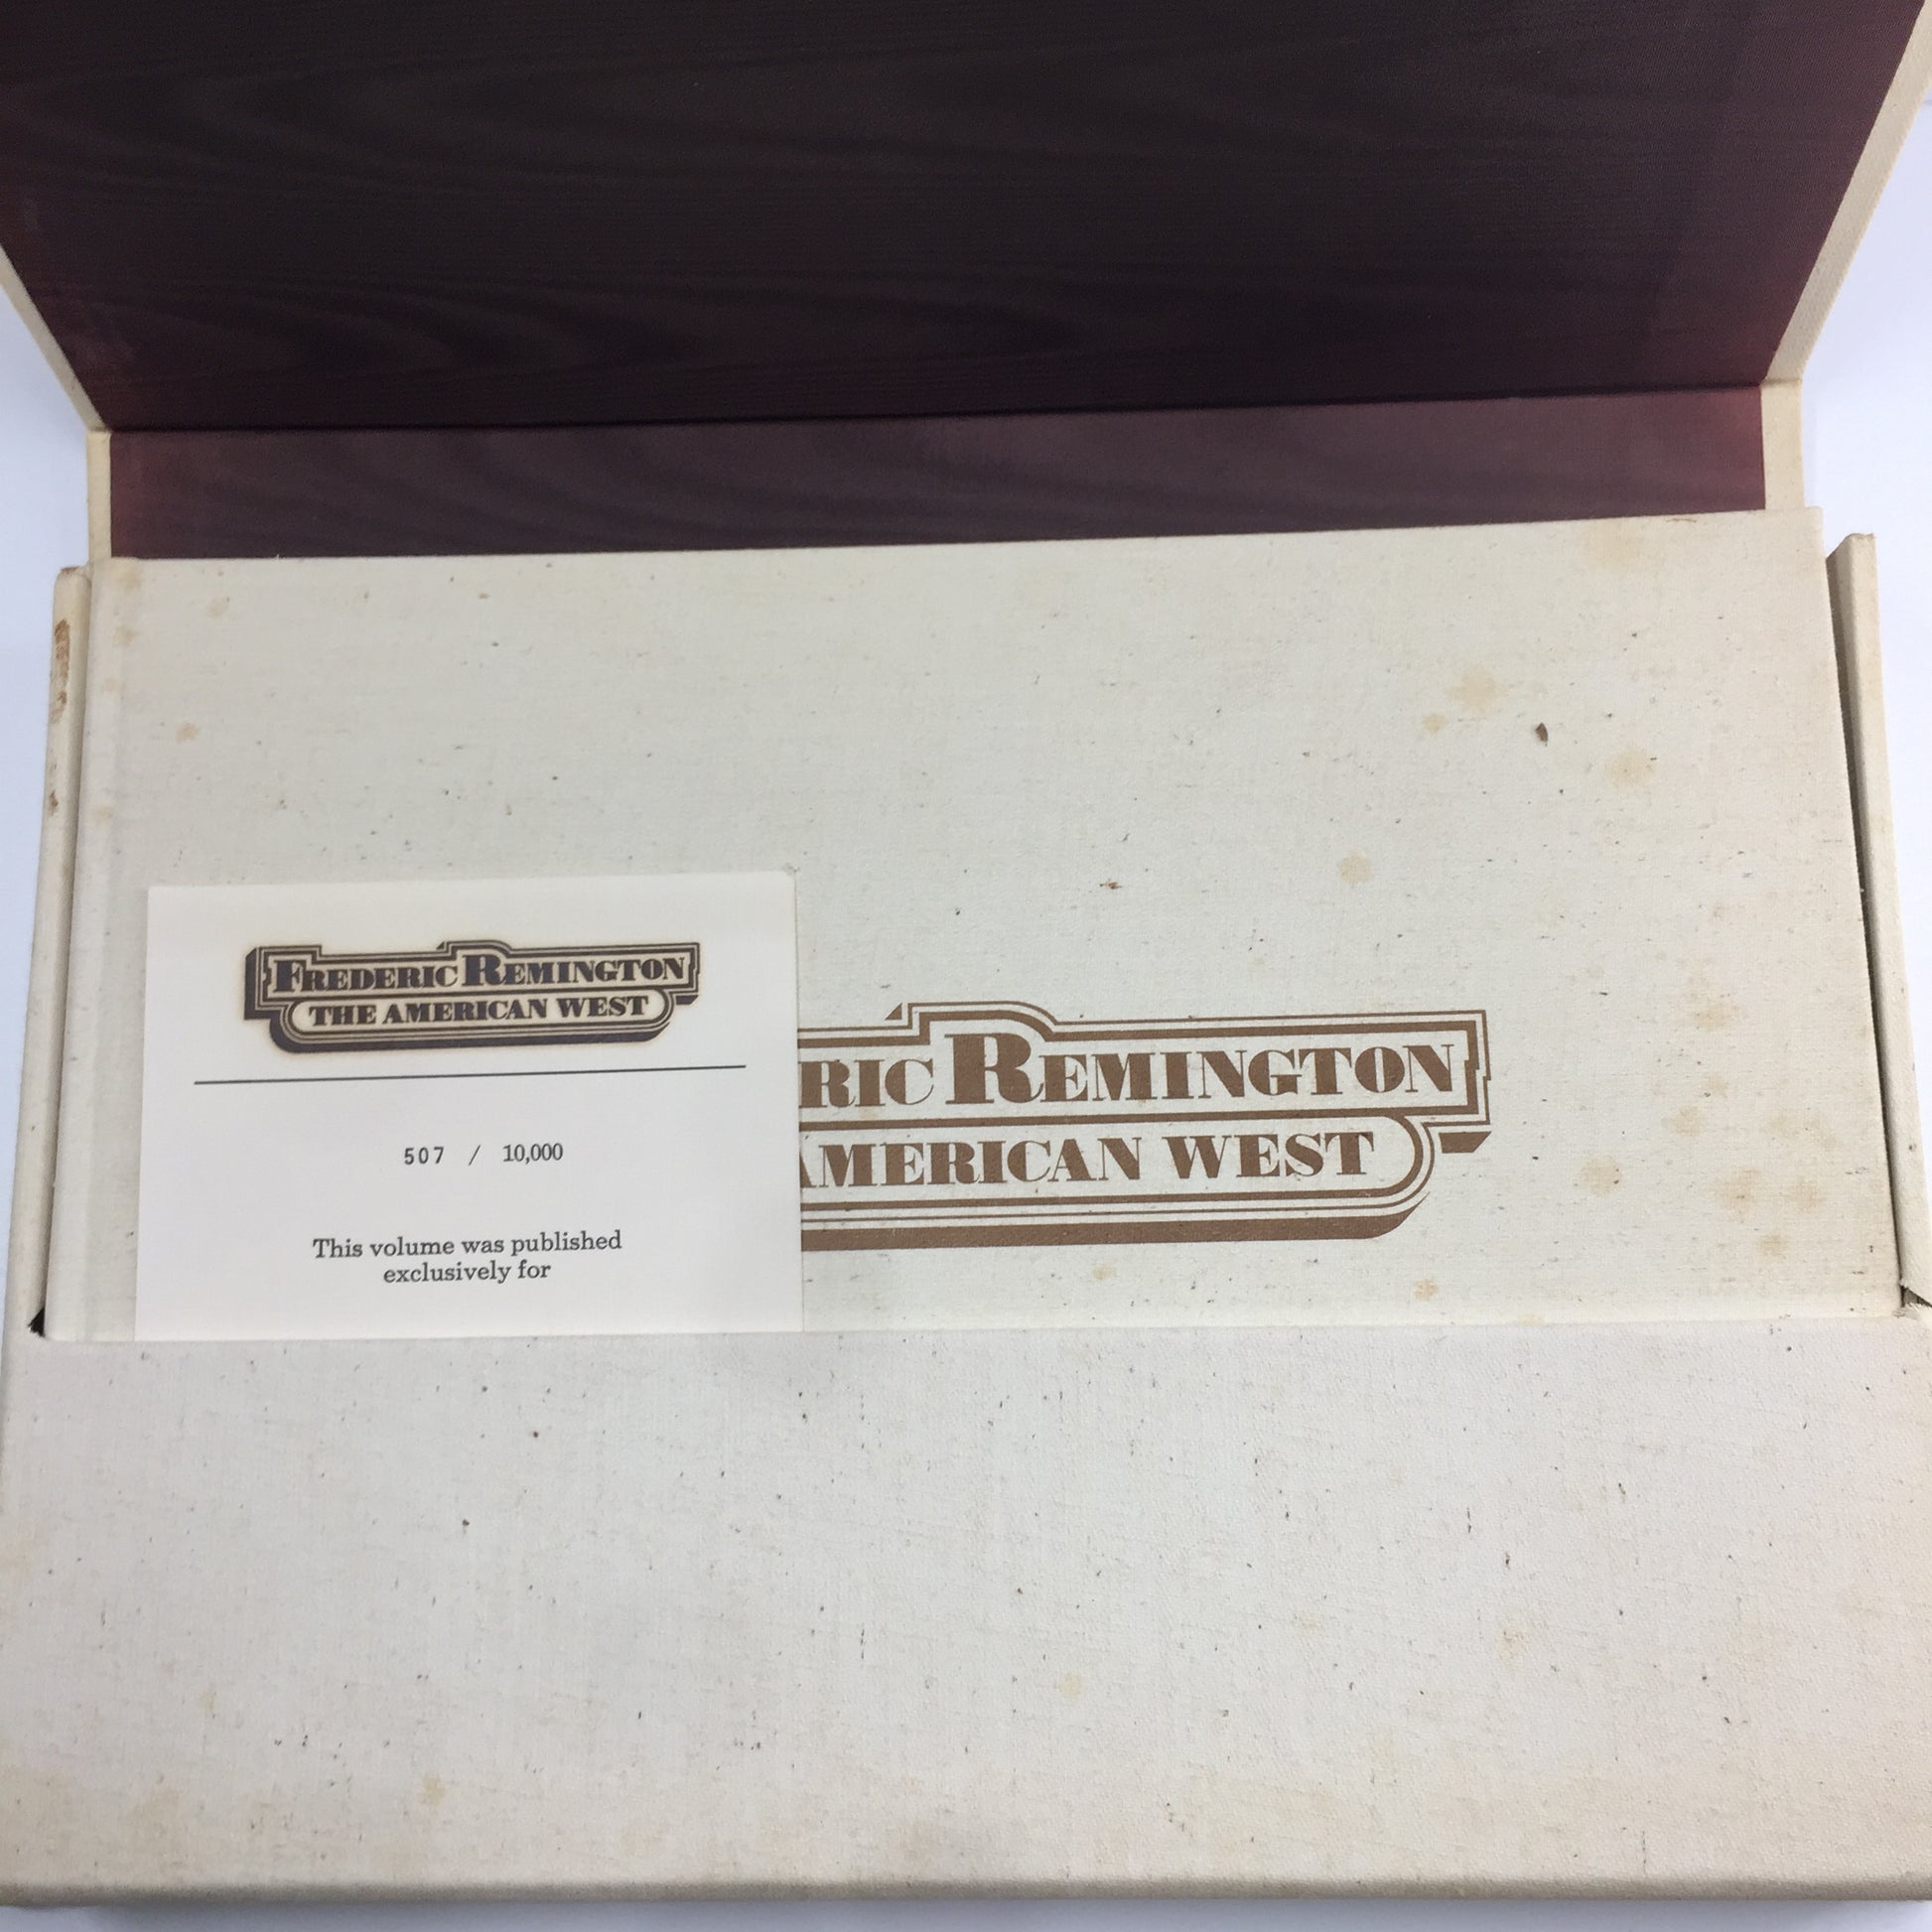 FREDERIC REMINGTON
THE AMERICAN WEST
507 / 10,000
This volume was published
exclusively for
RIC REMINGTON
AMERICAN WEST